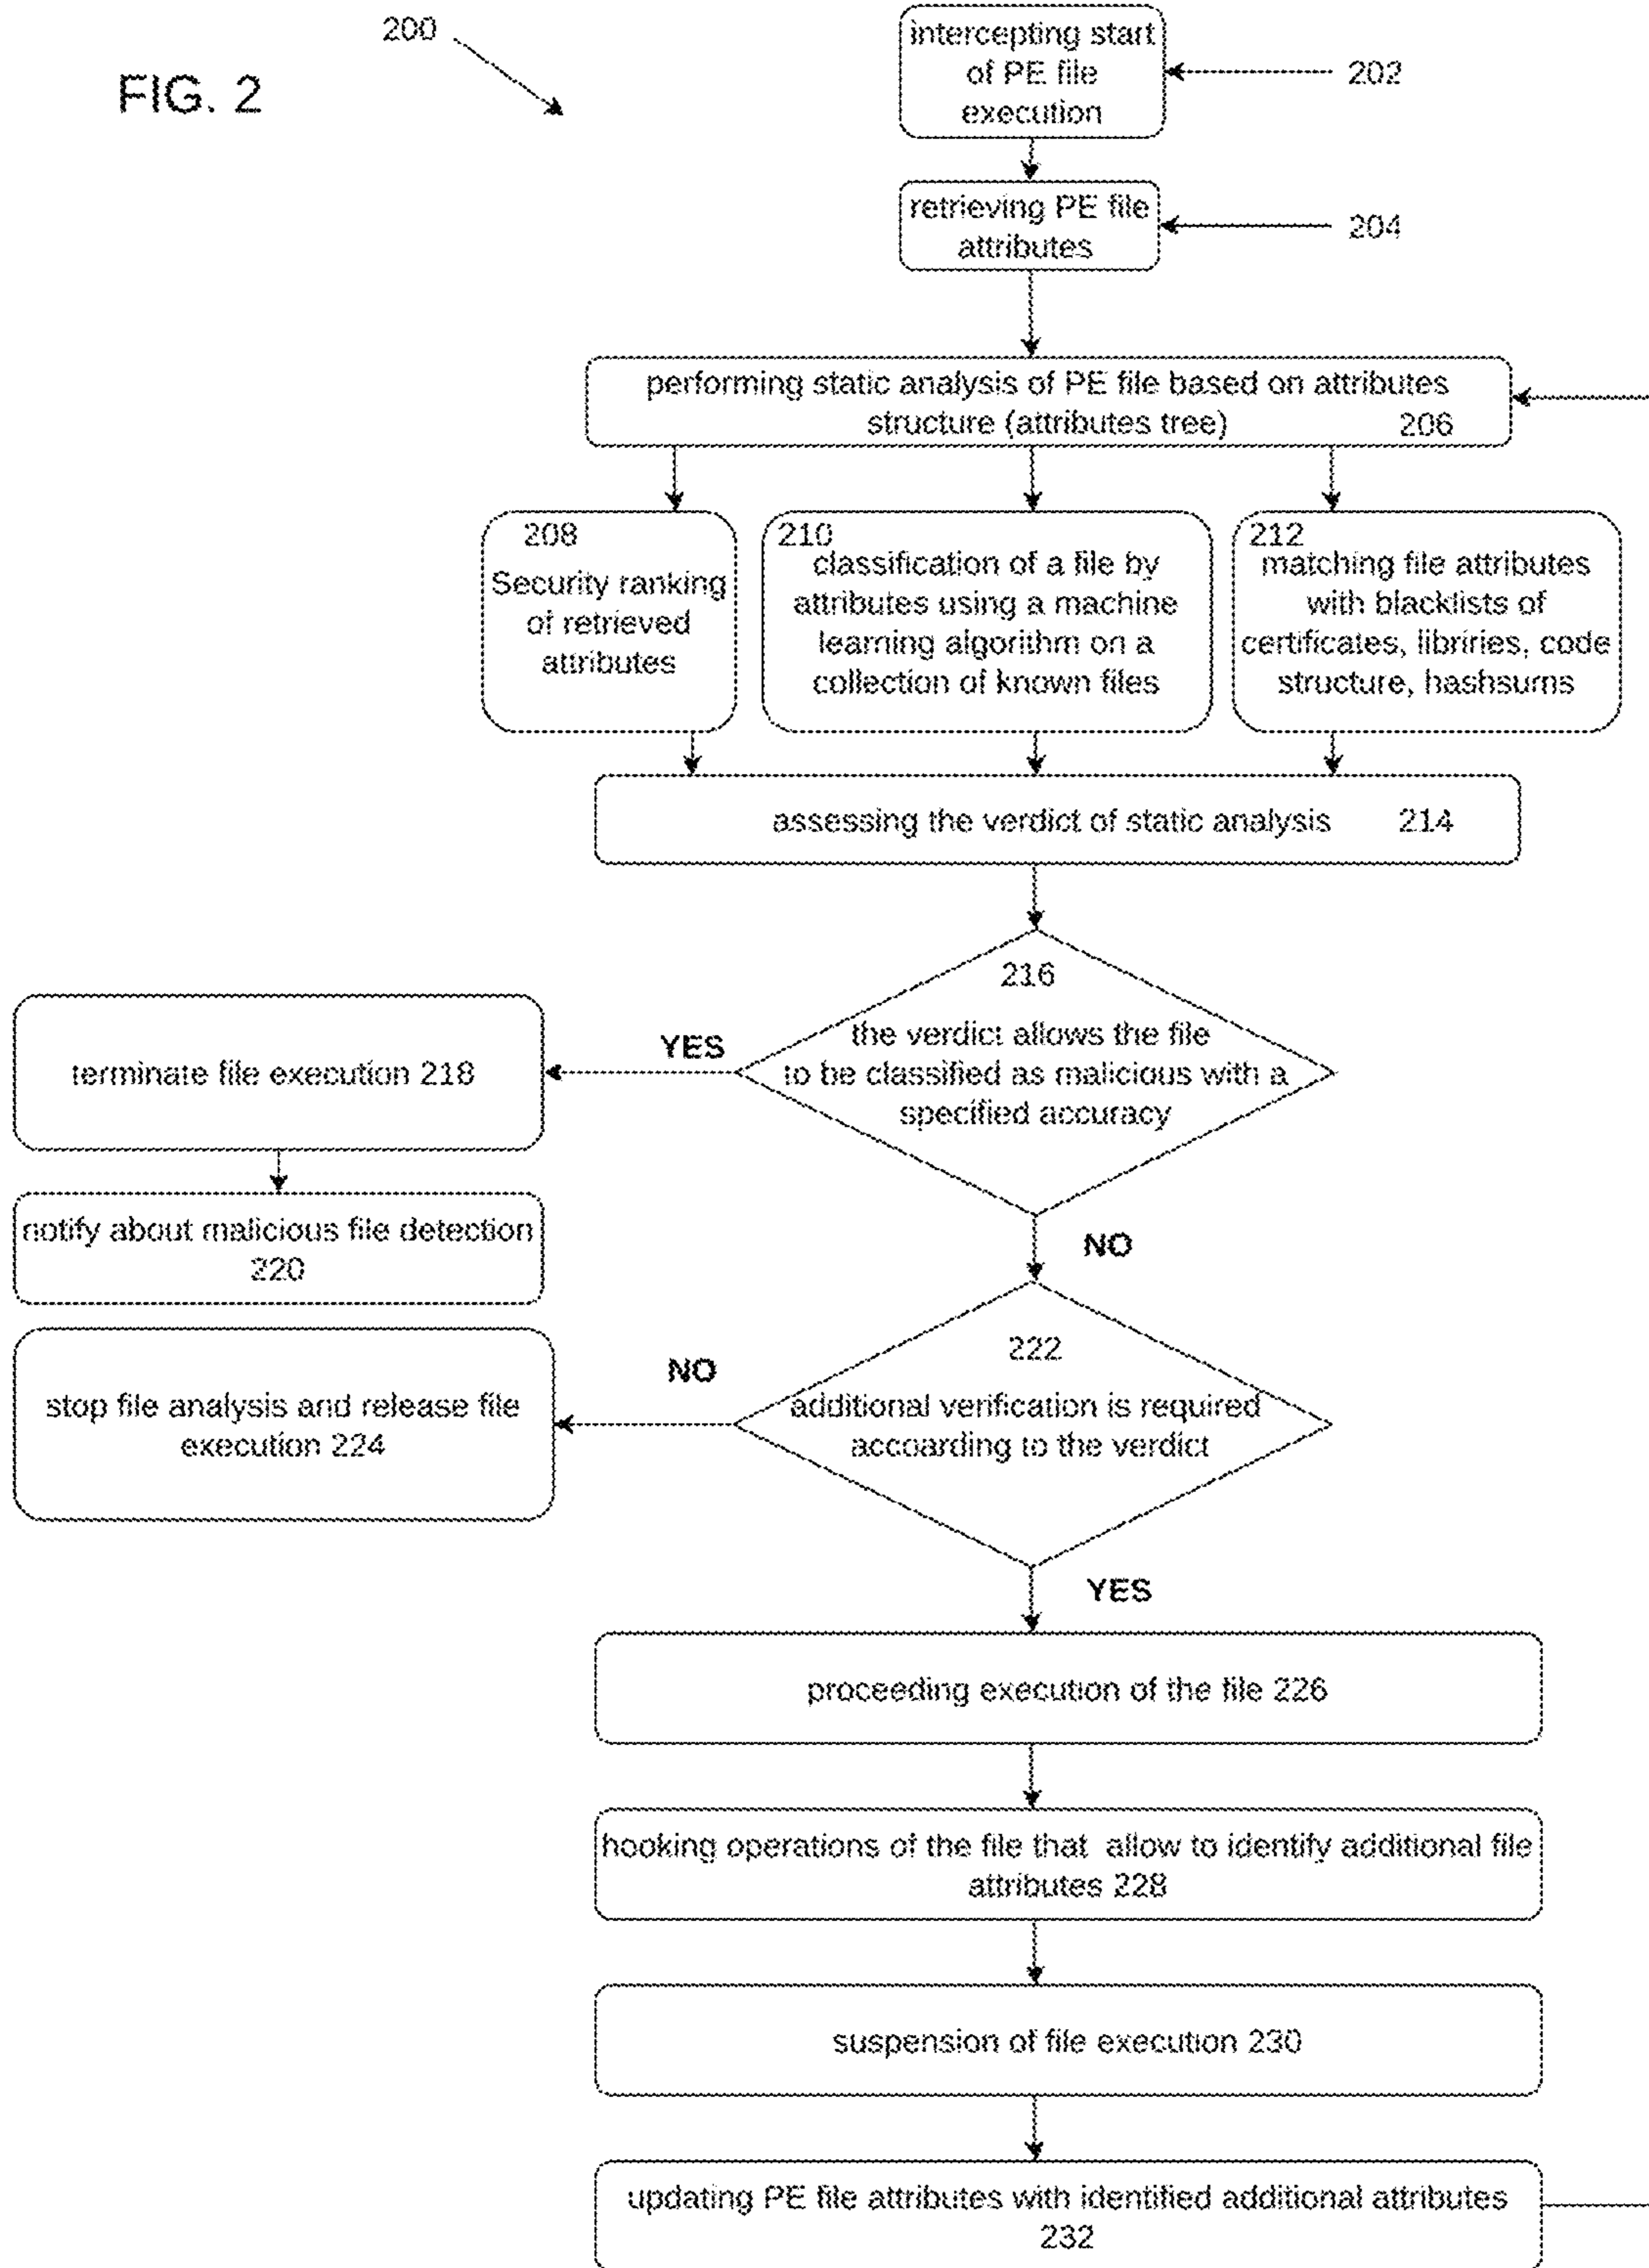 200
FIG. 2
intercepting start
of PE file
execution
202
retrieving PE file
attributes
204
performing static analysis of PE file based on attributes
structure (attributes tree)
206
208
Security ranking
of retrieved
attributes
210
classification of a file by
attributes using a machine
learning algorithm on a
collection of known files
212
matching file attributes
with blacklists of
certificates, libriries, code
structure, hashsums
assessing the verdict of static analysis 214
216
the verdict allows the file
to be classified as malicious with a
specified accuracy
YES
terminate file execution 218
notify about malicious file detection
220
NO
222
additional verification is required
accoarding to the verdict
NO
stop file analysis and release file
execution 224
YES
proceeding execution of the file 226
hooking operations of the file that allow to identify additional file
attributes 228
suspension of file execution 230
updating PE file attributes with identified additional attributes
232